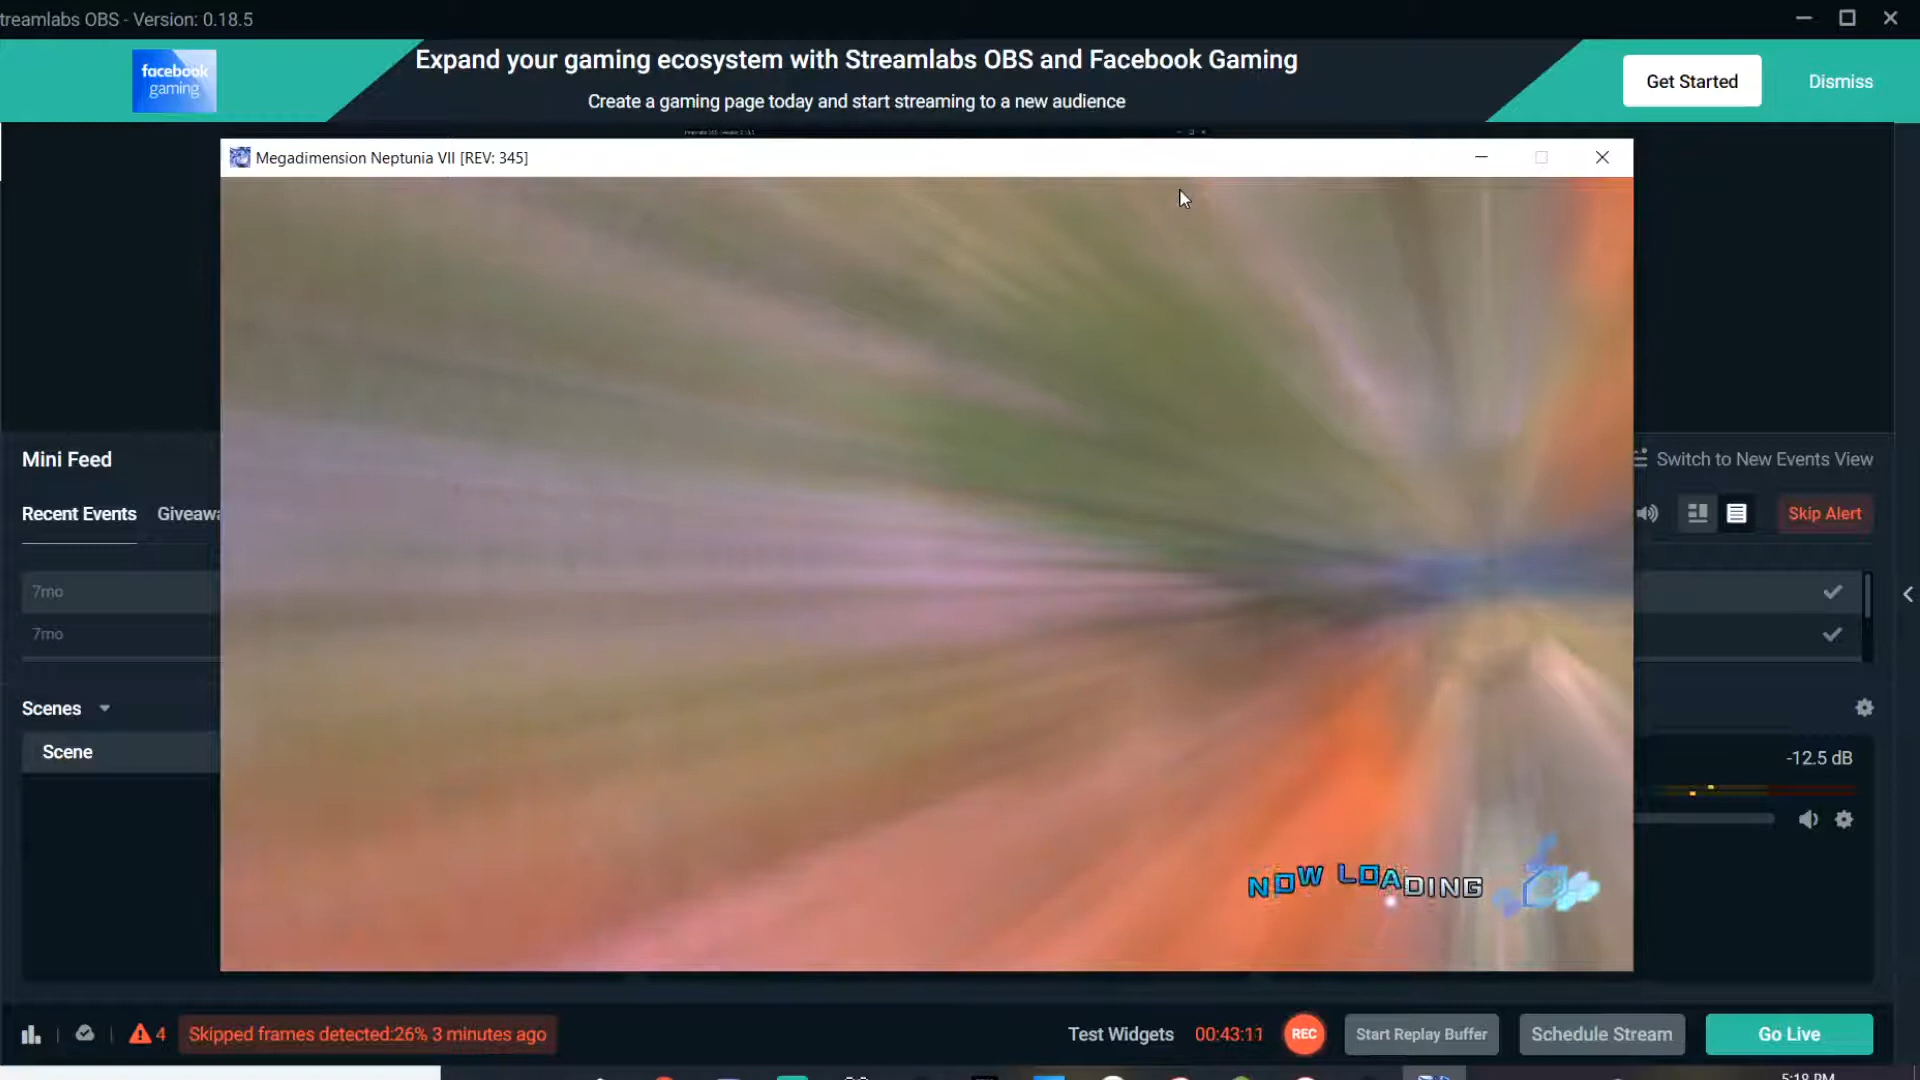 treamlabs OBS - Version: 0.18.5
facebook
gaming
Expand your gaming ecosystem with Streamlabs OBS and Facebook Gaming
Create a gaming page today and start streaming to a new audience
Get Started
Dismiss
Megadimension Neptunia VII [REV: 345]
Mini Feed
Switch to New Events View
Recent Events
Giveawa
Skip Alert
7mo
7mo
Scenes
Scene
-12.5 dB
NOW LOADING
4
Skipped frames detected:26% 3 minutes ago
Test Widgets
00:43:11
REC
Start Replay Buffer
Schedule Stream
Go Live
5:18 PM